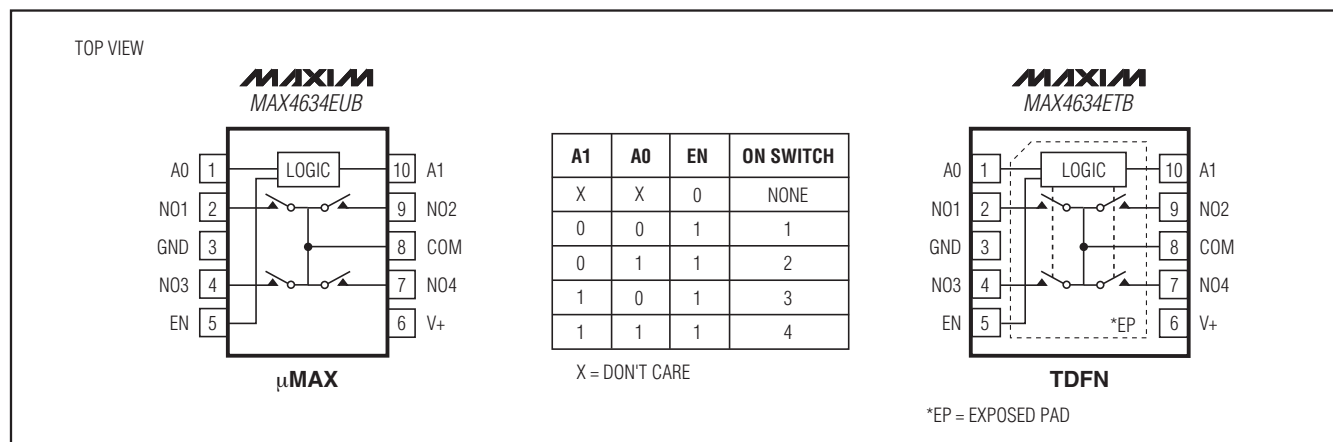 TOP VIEW
MAXIM
MAX4634EUB
A0 1 LOGIC 10 A1
NO1 2 9 NO2
GND 3 8 COM
NO3 4 7 NO4
EN 5 6 V+
µMAX
A1 A0 EN ON SWITCH
X X 0 NONE
0 0 1 1
0 1 1 2
1 0 1 3
1 1 1 4
X = DON'T CARE
MAXIM
MAX4634ETB
A0 1 LOGIC 10 A1
NO1 2 9 NO2
GND 3 8 COM
NO3 4 7 NO4
EN 5 *EP 6 V+
TDFN
*EP = EXPOSED PAD